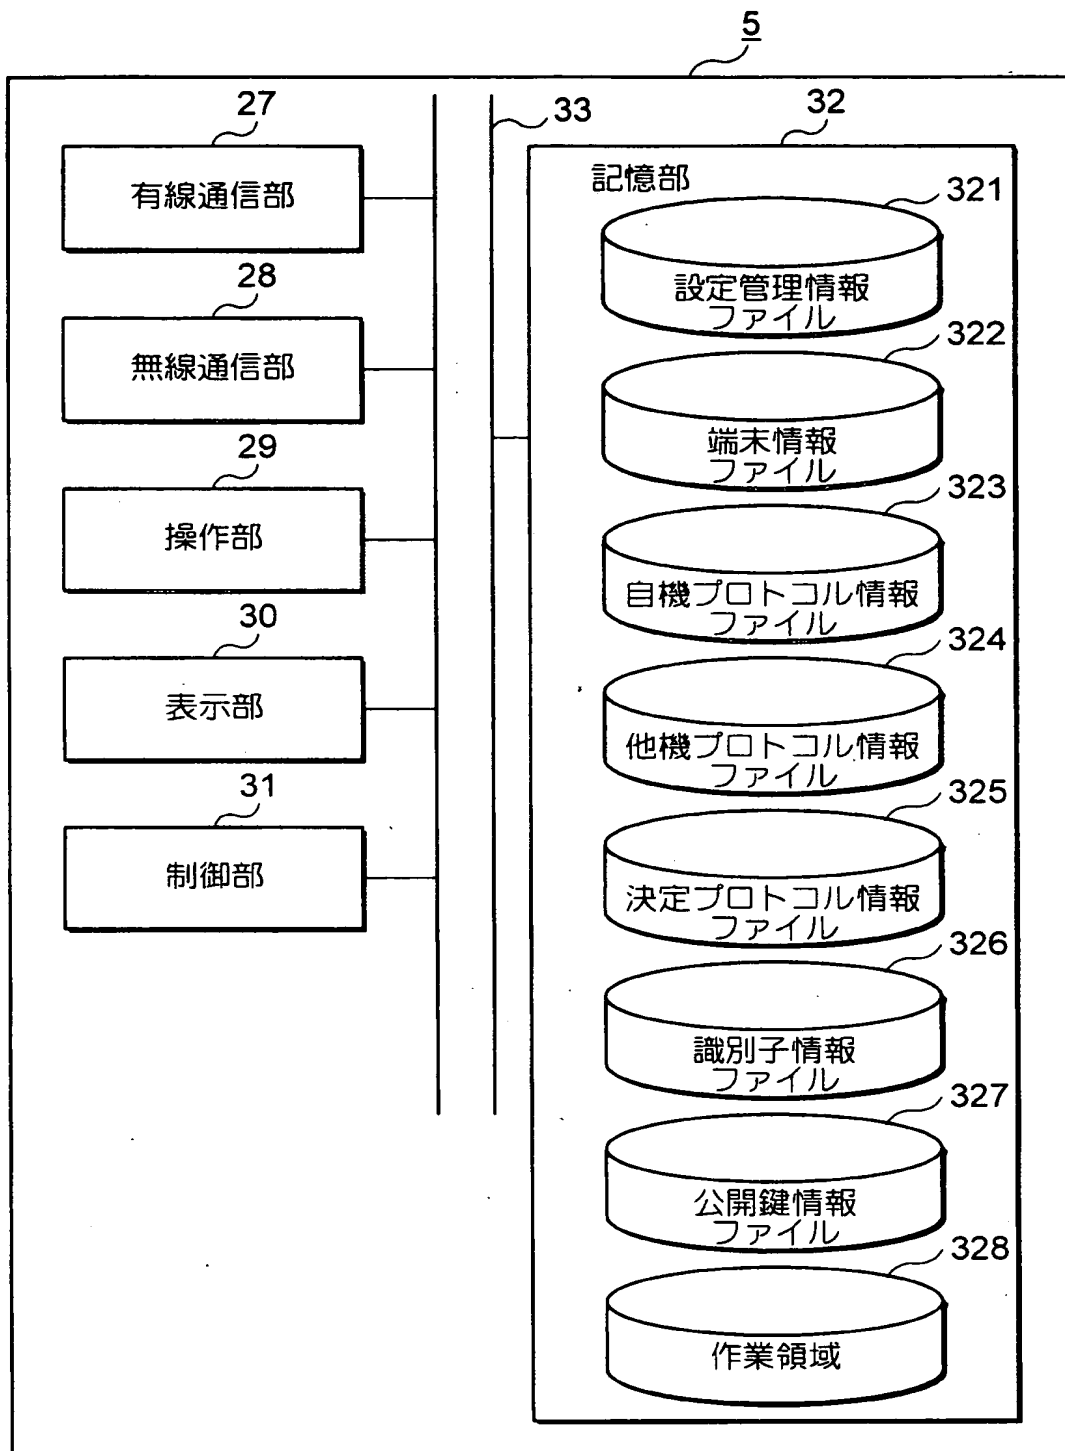 5
27
有線通信部
28
無線通信部
29
操作部
30
表示部
31
制御部
33
32
記憶部
321
設定管理情報
ファイル
322
端末情報
ファイル
323
自機プロトコル情報
ファイル
324
他機プロトコル情報
ファイル
325
決定プロトコル情報
ファイル
326
識別子情報
ファイル
327
公開鍵情報
ファイル
328
作業領域